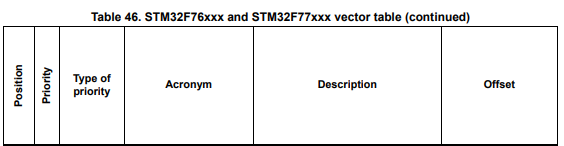 Table 46. STM32F76xxx and STM32F77xxx vector table (continued)
Position
Priority
Type of
priority
Acronym
Description
Offset